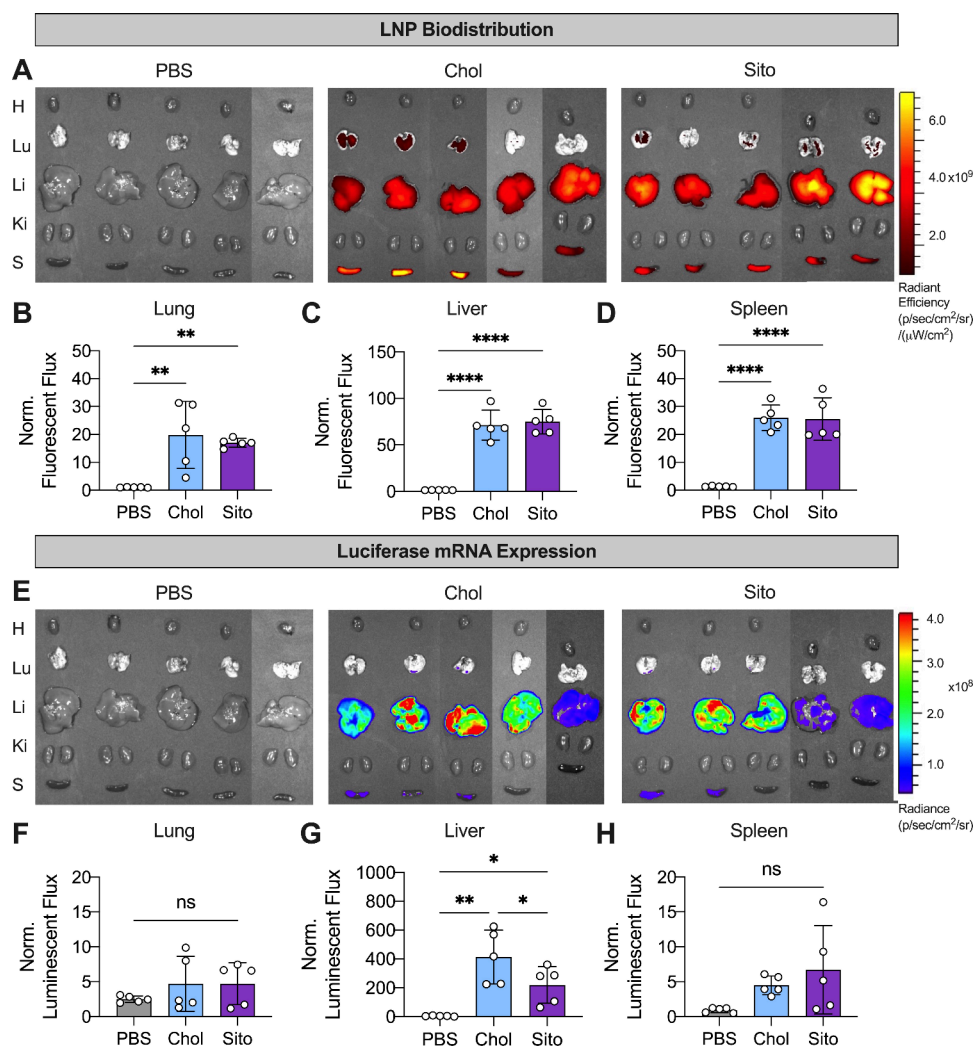 LNP Biodistribution
A
PBS
Chol
Sito
H
Lu
Li
Ki
S
6.0
4.0 x10⁹
2.0
Radiant
Efficiency
(p/sec/cm²/sr)
/(μW/cm²)
B
Lung
Norm.
Fluorescent Flux
50
40
30
20
10
0
**
**
PBS
Chol
Sito
C
Liver
Norm.
Fluorescent Flux
150
100
50
0
****
****
PBS
Chol
Sito
D
Spleen
Norm.
Fluorescent Flux
50
40
30
20
10
0
****
****
PBS
Chol
Sito
Luciferase mRNA Expression
E
PBS
Chol
Sito
H
Lu
Li
Ki
S
4.0
3.0
x10⁸
2.0
1.0
Radiance
(p/sec/cm²/sr)
F
Lung
Norm.
Luminescent Flux
20
15
10
5
0
ns
PBS
Chol
Sito
G
Liver
Norm.
Luminescent Flux
1000
800
600
400
200
0
*
**
*
PBS
Chol
Sito
H
Spleen
Norm.
Luminescent Flux
20
15
10
5
0
ns
PBS
Chol
Sito